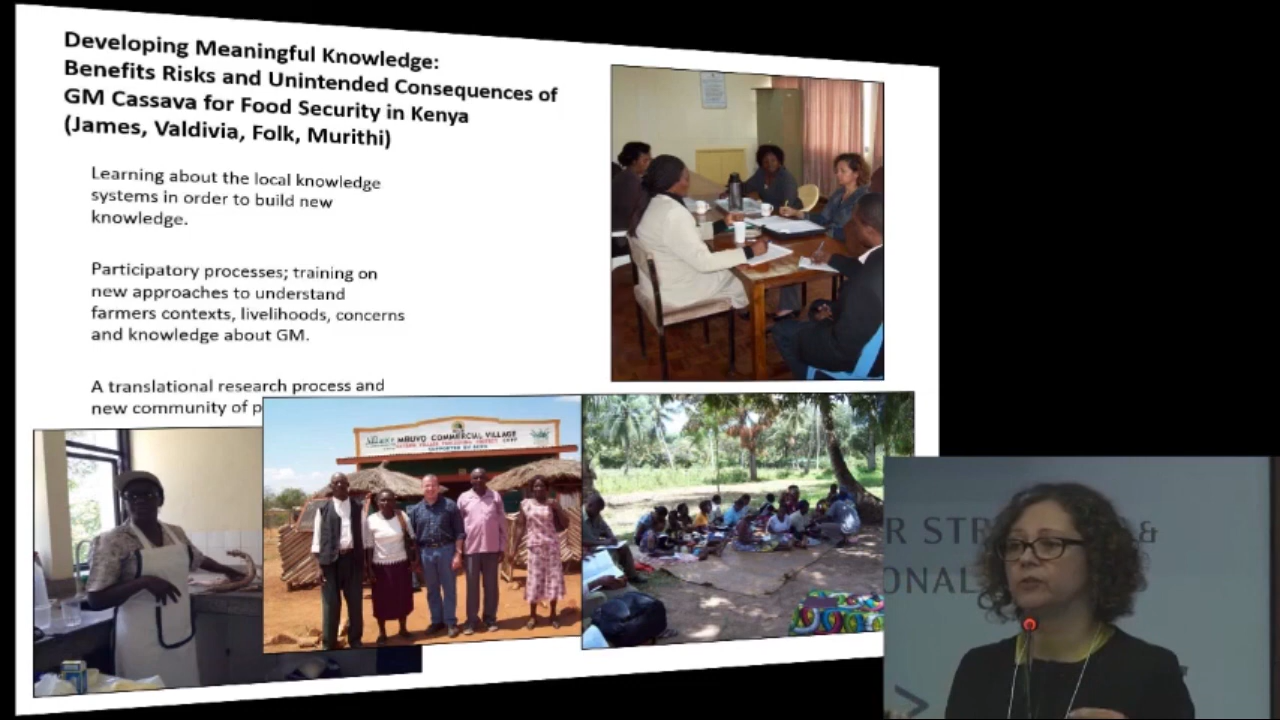 Developing Meaningful Knowledge:
Benefits Risks and Unintended Consequences of
GM Cassava for Food Security in Kenya
(James, Valdivia, Folk, Murithi)
Learning about the local knowledge
systems in order to build new
knowledge.
Participatory processes; training on
new approaches to understand
farmers contexts, livelihoods, concerns
and knowledge about GM.
A translational research process and
new community of p
MBUVO COMMERCIAL VILLAGE
R STR &
ONAL